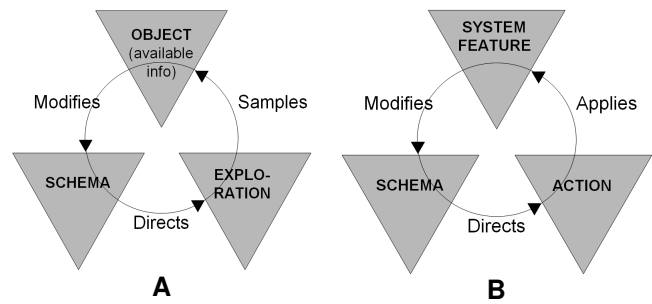 OBJECT
(available
info)
Modifies
Samples
SCHEMA
EXPLO-
RATION
Directs
A
SYSTEM
FEATURE
Modifies
Applies
SCHEMA
ACTION
Directs
B